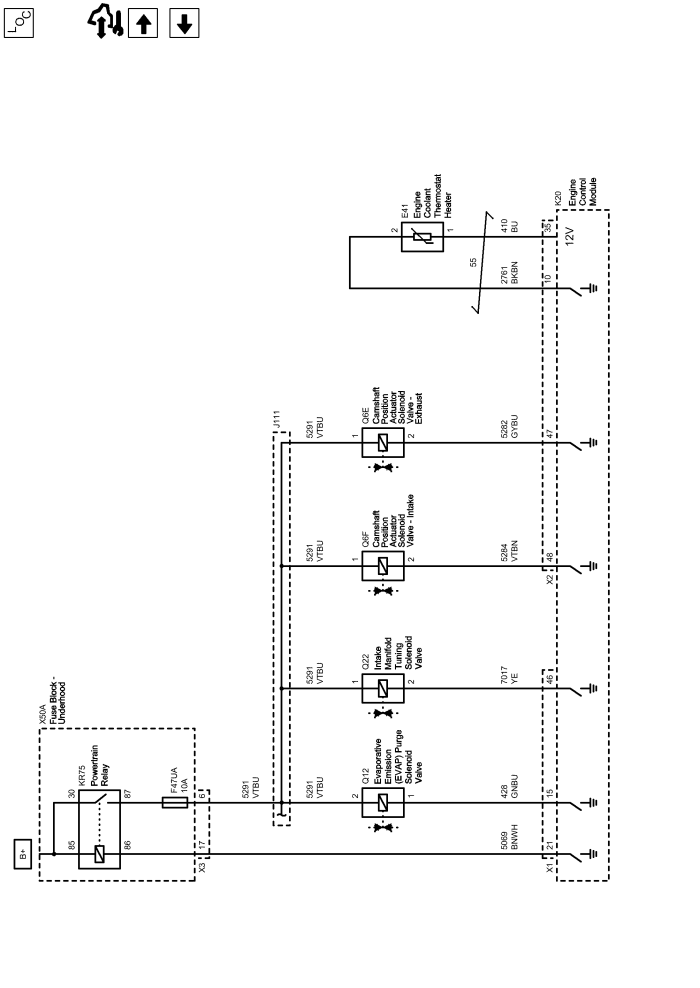 LOC
B+
X50A
Fuse Block -
Underhood
85
30
KR75
Powertrain
Relay
86
87
F47UA
10A
X3
17
6
5291
VTBU
J111
5291
VTBU
5291
VTBU
5291
VTBU
5291
VTBU
2
Q12
Evaporative
Emission
(EVAP) Purge
Solenoid
Valve
1
1
Q22
Intake
Manifold
Tuning
Solenoid
Valve
2
1
Q6F
Camshaft
Position
Actuator
Solenoid
Valve - Intake
2
1
Q6E
Camshaft
Position
Actuator
Solenoid
Valve -
Exhaust
2
2
E41
Engine
Coolant
Thermostat
Heater
1
55
5069
BNWH
428
GNBU
7017
YE
5284
VTBN
5282
GYBU
2761
BKBN
410
BU
X1
21
15
46
X2
48
47
10
35
K20
Engine
Control
Module
12V